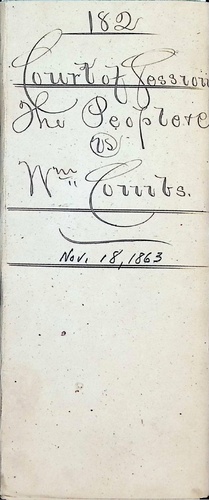 182
Court of Session
The People &c
vs
Wm Combs.
Nov. 18, 1863